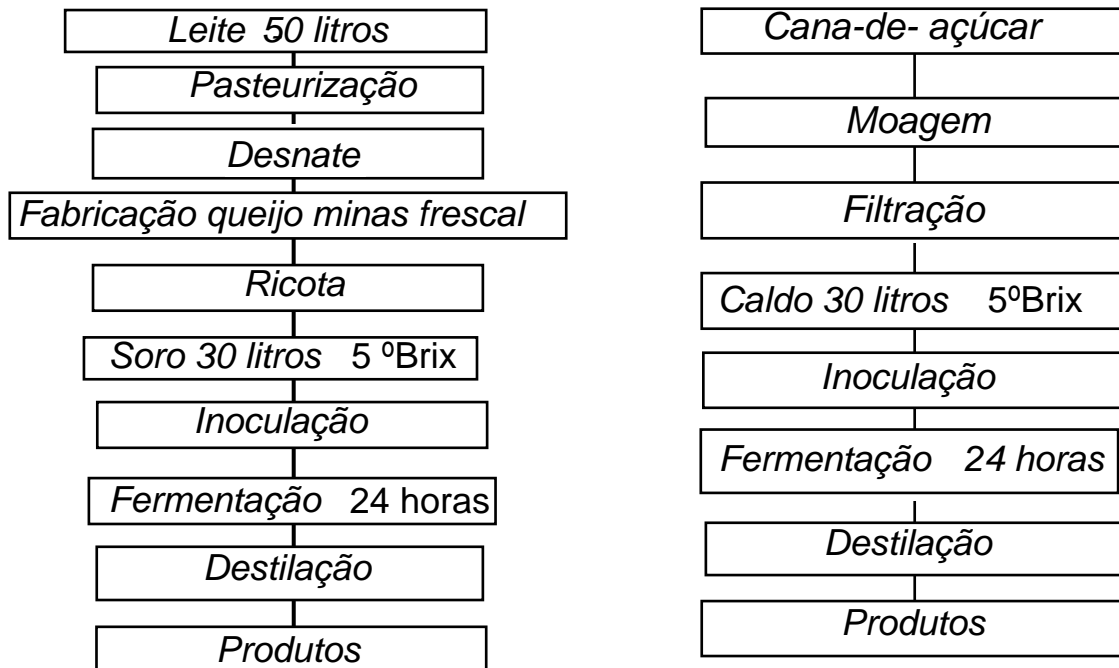 Leite 50 litros
Pasteurização
Desnate
Fabricação queijo minas frescal
Ricota
Soro 30 litros 5 ºBrix
Inoculação
Fermentação 24 horas
Destilação
Produtos
Cana-de- açúcar
Moagem
Filtração
Caldo 30 litros 5ºBrix
Inoculação
Fermentação 24 horas
Destilação
Produtos